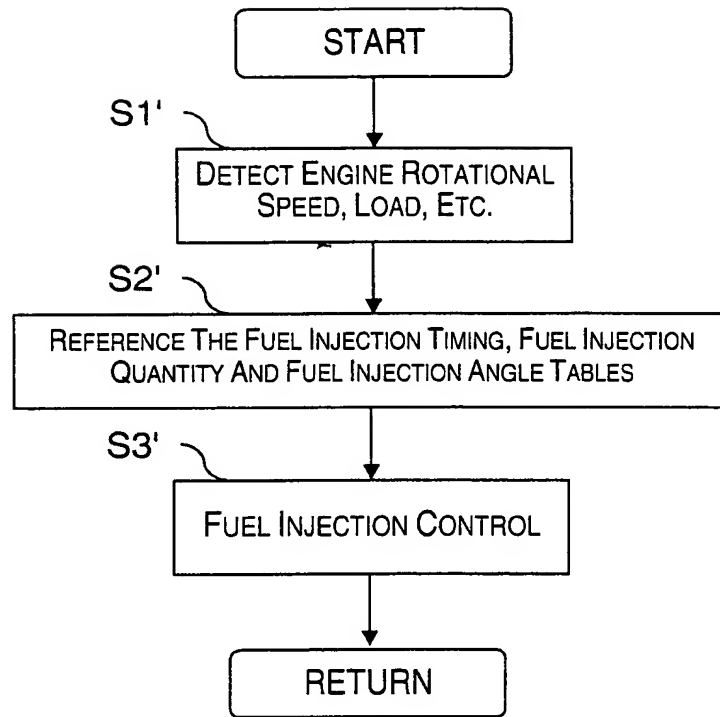 START
S1'
DETECT ENGINE ROTATIONAL
SPEED, LOAD, ETC.
S2'
REFERENCE THE FUEL INJECTION TIMING, FUEL INJECTION
QUANTITY AND FUEL INJECTION ANGLE TABLES
S3'
FUEL INJECTION CONTROL
RETURN